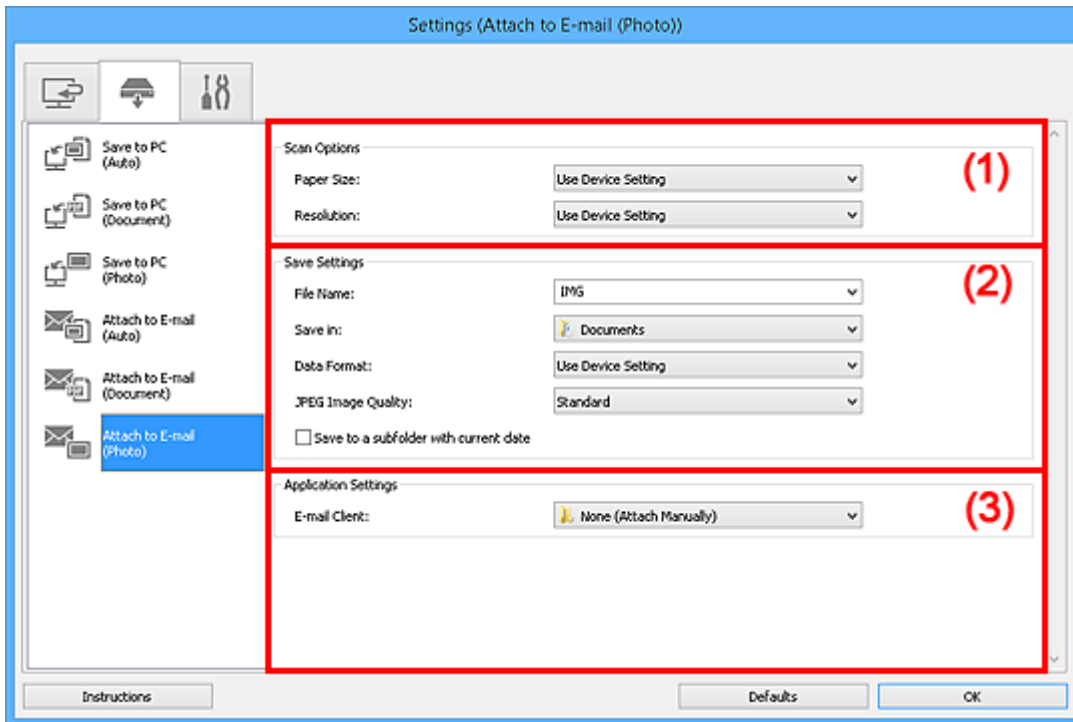 Settings (Attach to E-mail (Photo))
Save to PC
(Auto)
Save to PC
(Document)
Save to PC
(Photo)
Attach to E-mail
(Auto)
Attach to E-mail
(Document)
Attach to E-mail
(Photo)
Scan Options
(1)
Paper Size: Use Device Setting
Resolution: Use Device Setting
Save Settings
(2)
File Name: IMG
Save in: Documents
Data Format: Use Device Setting
JPEG Image Quality: Standard
Save to a subfolder with current date
Application Settings
(3)
E-mail Client: None (Attach Manually)
Instructions Defaults OK